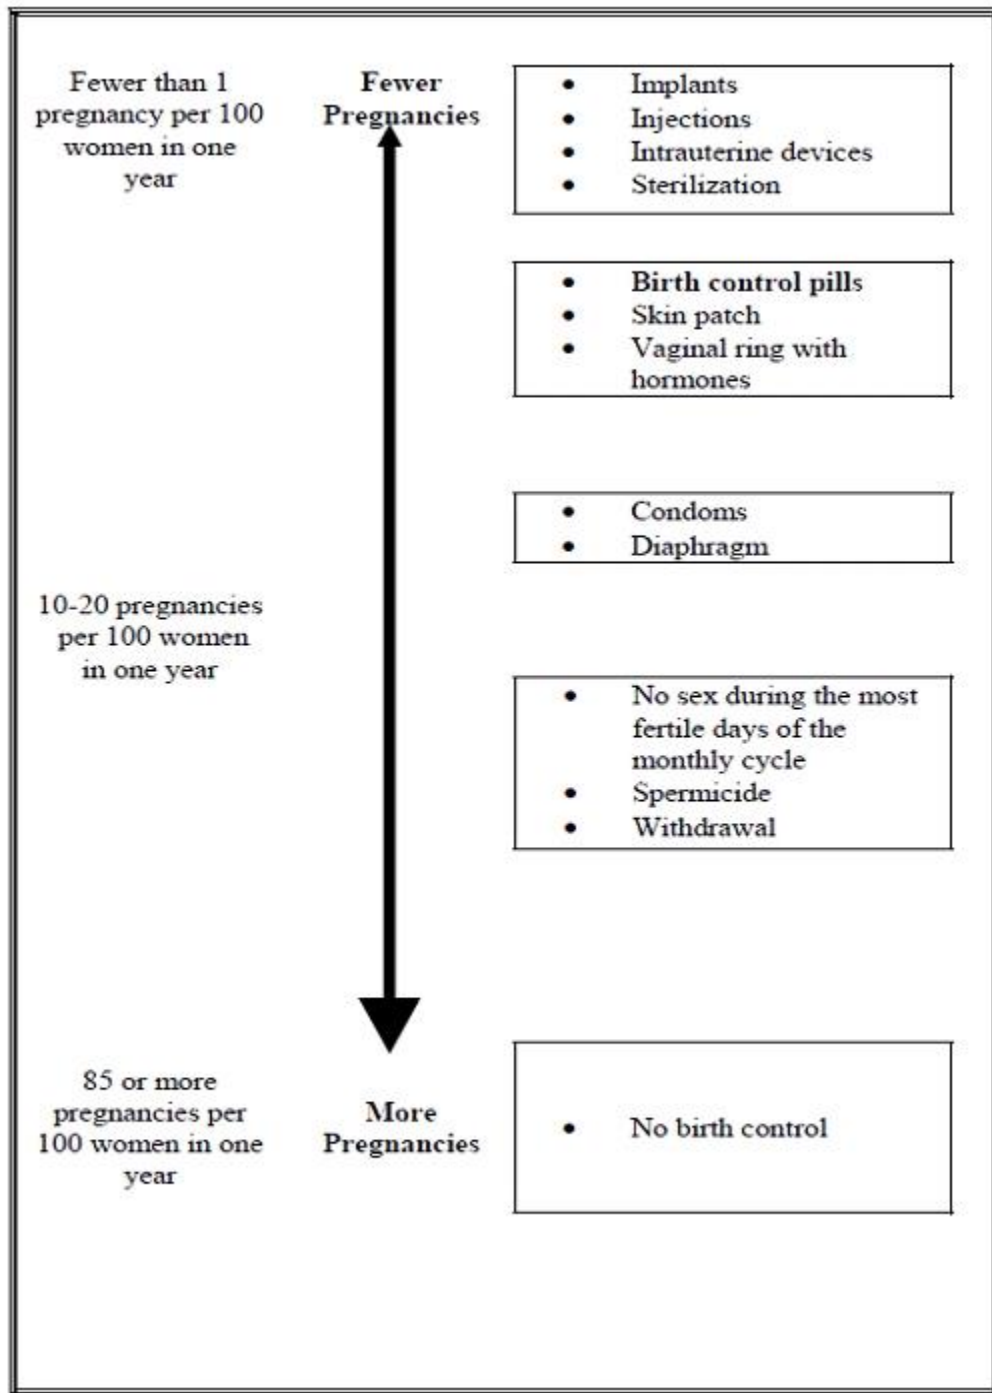 Fewer than 1
pregnancy per 100
women in one
year
Fewer
Pregnancies
• Implants
• Injections
• Intrauterine devices
• Sterilization
• Birth control pills
• Skin patch
• Vaginal ring with
hormones
• Condoms
• Diaphragm
10-20 pregnancies
per 100 women
in one year
• No sex during the most
fertile days of the
monthly cycle
• Spermicide
• Withdrawal
85 or more
pregnancies per
100 women in one
year
More
Pregnancies
• No birth control